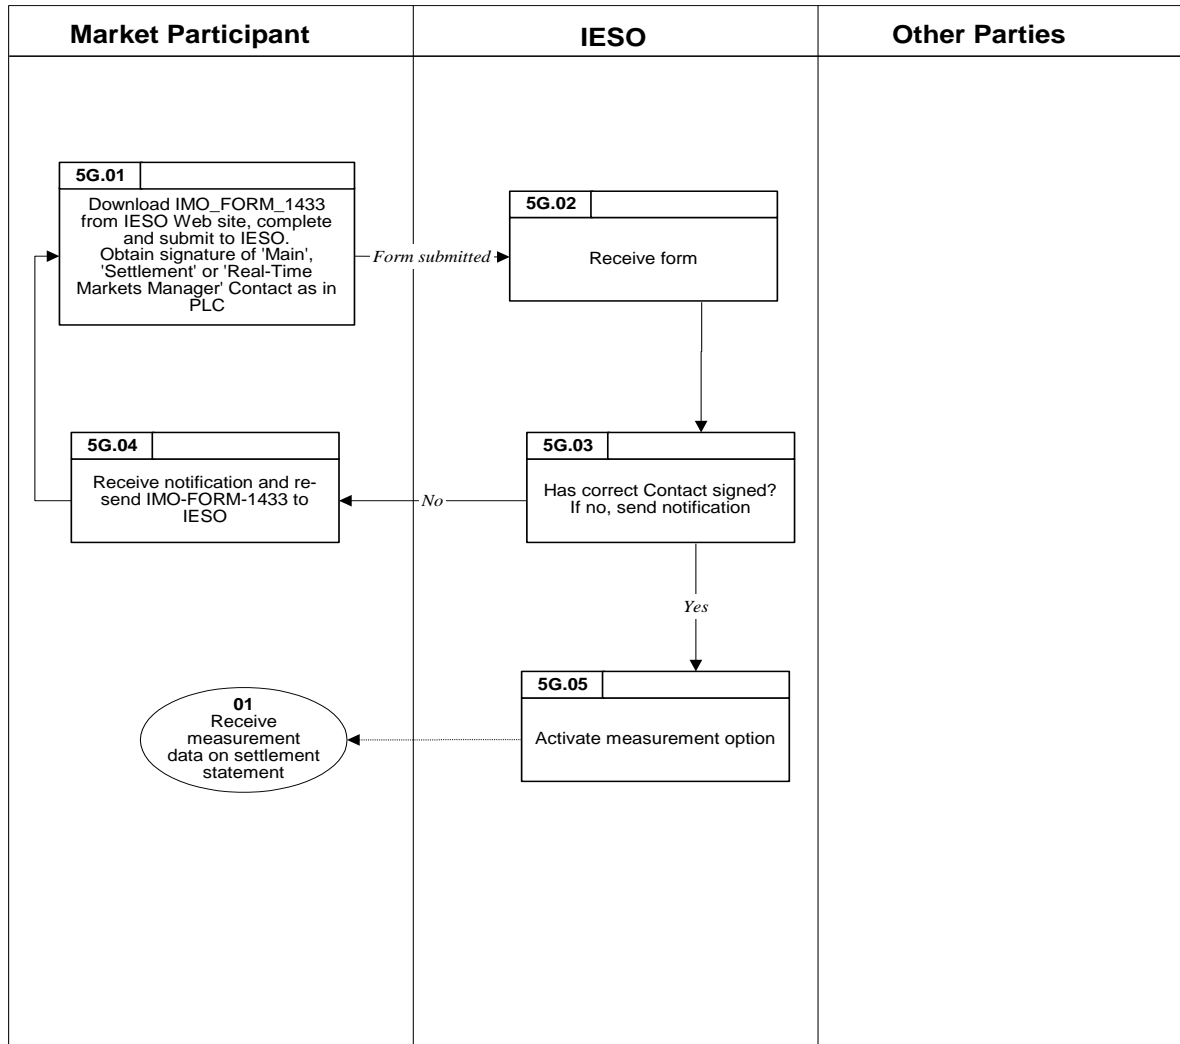 Market Participant
IESO
Other Parties
5G.01
Download IMO_FORM_1433
from IESO Web site, complete
and submit to IESO.
Obtain signature of 'Main',
'Settlement' or 'Real-Time
Markets Manager' Contact as in
PLC
Form submitted
5G.02
Receive form
5G.04
Receive notification and re-
send IMO-FORM-1433 to
IESO
No
5G.03
Has correct Contact signed?
If no, send notification
Yes
01
Receive
measurement
data on settlement
statement
5G.05
Activate measurement option